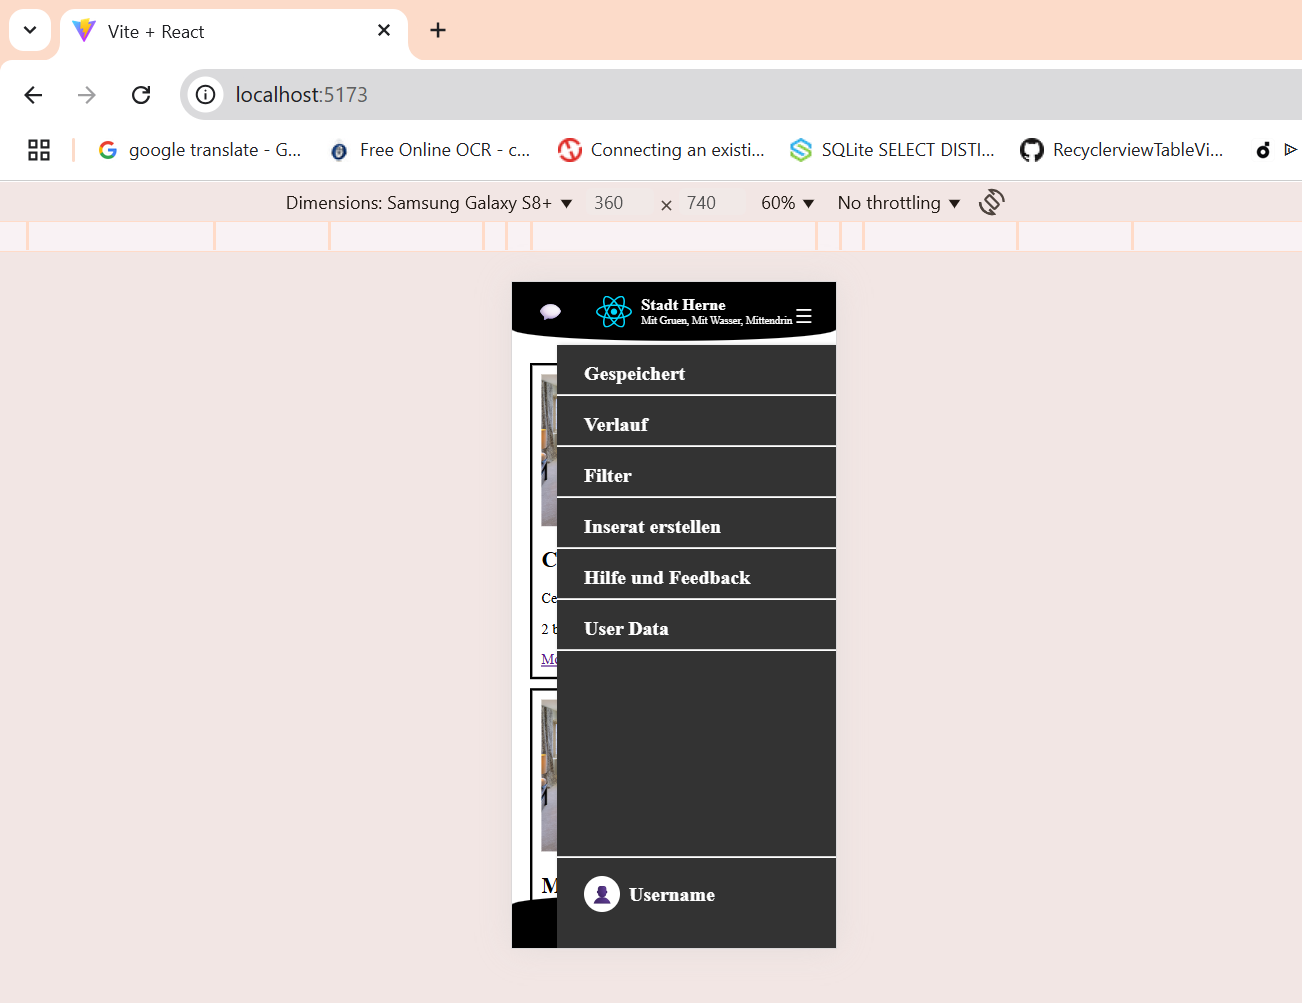 Vite + React
localhost:5173
google translate - G...
Free Online OCR - c...
Connecting an existi...
SQLite SELECT DISTI...
RecyclerviewTableVi...
Dimensions: Samsung Galaxy S8+
360
×
740
60%
No throttling
Stadt Herne
Mit Gruen, Mit Wasser, Mittendrin
Gespeichert
Verlauf
Filter
Inserat erstellen
C
Hilfe und Feedback
Ce
2 b
User Data
Mo
M
Username